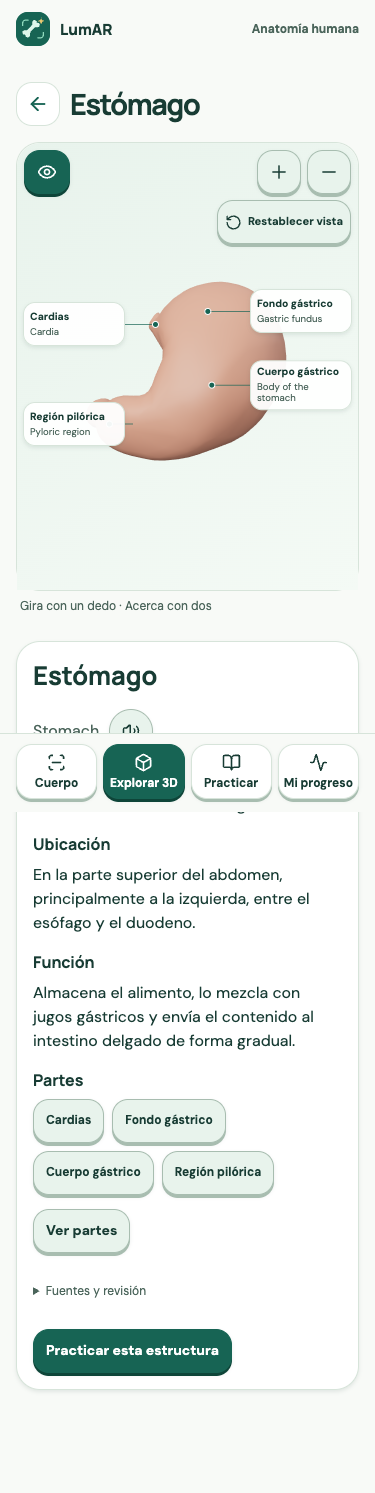 LumAR
Anatomía humana
Estómago
Restablecer vista
Cardias
Cardia
Fondo gástrico
Gastric fundus
Cuerpo gástrico
Body of the
stomach
Región pilórica
Pyloric region
Gira con un dedo · Acerca con dos
Estómago
Stomach
Cuerpo
Explorar 3D
Practicar
Mi progreso
Ubicación
En la parte superior del abdomen,
principalmente a la izquierda, entre el
esófago y el duodeno.
Función
Almacena el alimento, lo mezcla con
jugos gástricos y envía el contenido al
intestino delgado de forma gradual.
Partes
Cardias
Fondo gástrico
Cuerpo gástrico
Región pilórica
Ver partes
Fuentes y revisión
Practicar esta estructura